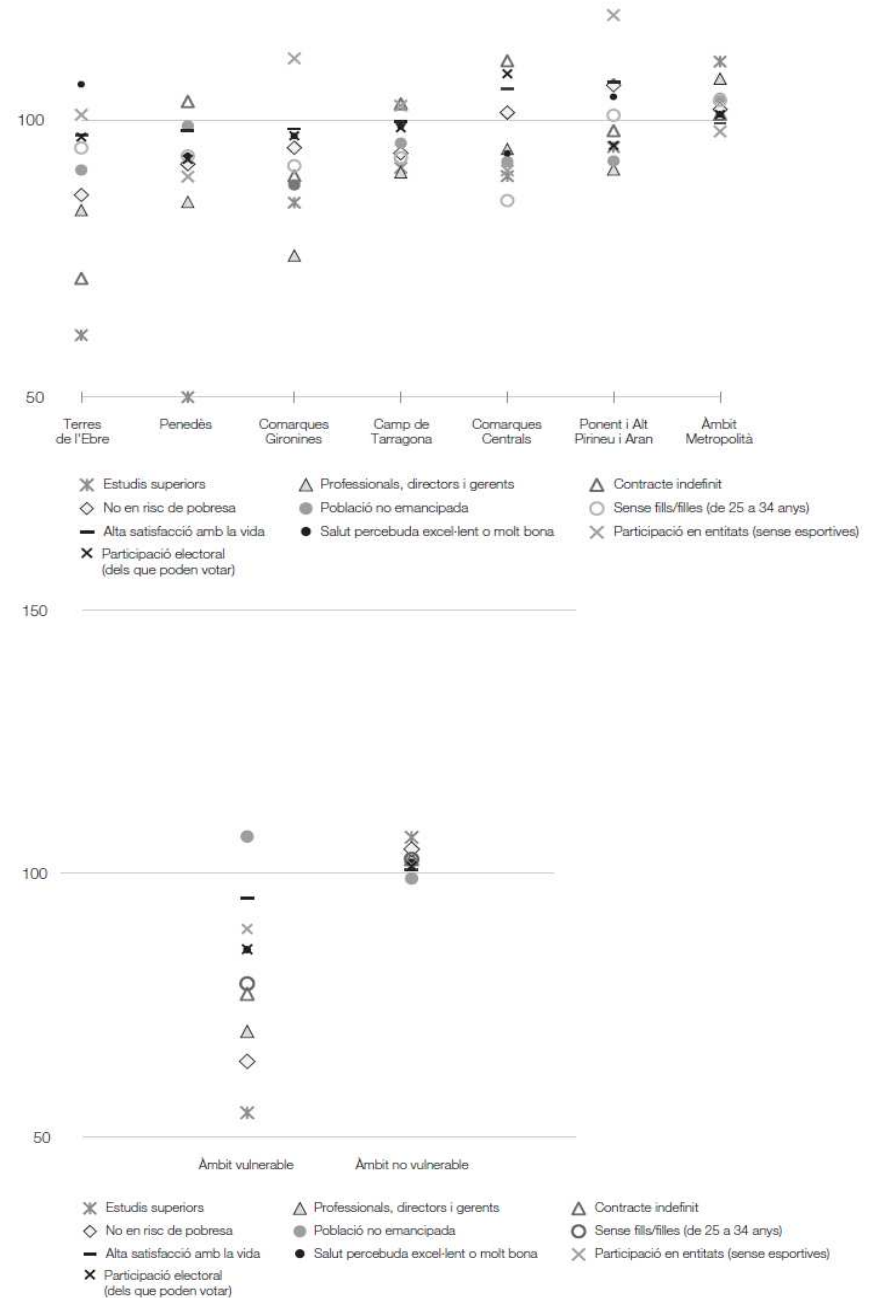 100
50
Terres
de l'Ebre
Penedès
Comarques
Gironines
Camp de
Tarragona
Comarques
Centrals
Ponent i Alt
Pirineu i Aran
Àmbit
Metropolità
Estudis superiors
Professionals, directors i gerents
Contracte indefinit
No en risc de pobresa
Població no emancipada
Sense fills/filles (de 25 a 34 anys)
Alta satisfacció amb la vida
Salut percebuda excel·lent o molt bona
Participació en entitats (sense esportives)
Participació electoral
(dels que poden votar)
150
100
50
Àmbit vulnerable
Àmbit no vulnerable
Estudis superiors
Professionals, directors i gerents
Contracte indefinit
No en risc de pobresa
Població no emancipada
Sense fills/filles (de 25 a 34 anys)
Alta satisfacció amb la vida
Salut percebuda excel·lent o molt bona
Participació en entitats (sense esportives)
Participació electoral
(dels que poden votar)